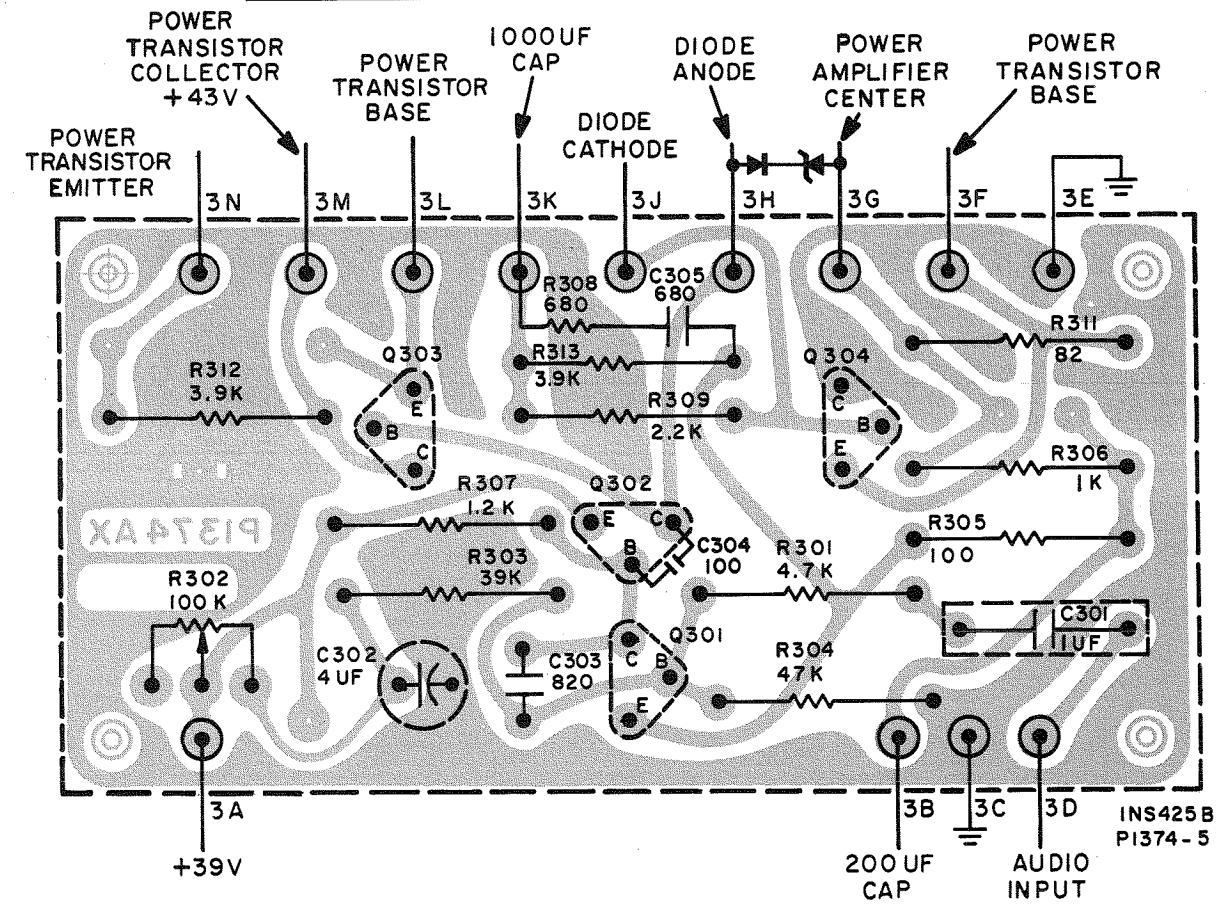 POWER
TRANSISTOR
COLLECTOR
+43V
POWER
TRANSISTOR
BASE
1000UF
CAP
DIODE
CATHODE
DIODE
ANODE
POWER
AMPLIFIER
CENTER
POWER
TRANSISTOR
BASE
POWER
TRANSISTOR
EMITTER
3N
3M
3L
3K
3J
3H
3G
3F
3E
R308
680
C305
680
R311
82
R312
3.9K
Q303
E
B
C
R313
3.9K
R309
2.2K
Q304
C
B
E
R306
1K
R307
1.2K
Q302
E
C
B
C304
100
R301
4.7K
R305
100
P1374AX
R302
100K
R303
39K
C301
1UF
C302
4UF
C303
820
Q301
C
B
E
R304
47K
3A
3B
3C
3D
INS425B
P1374-5
+39V
200UF
CAP
AUDIO
INPUT